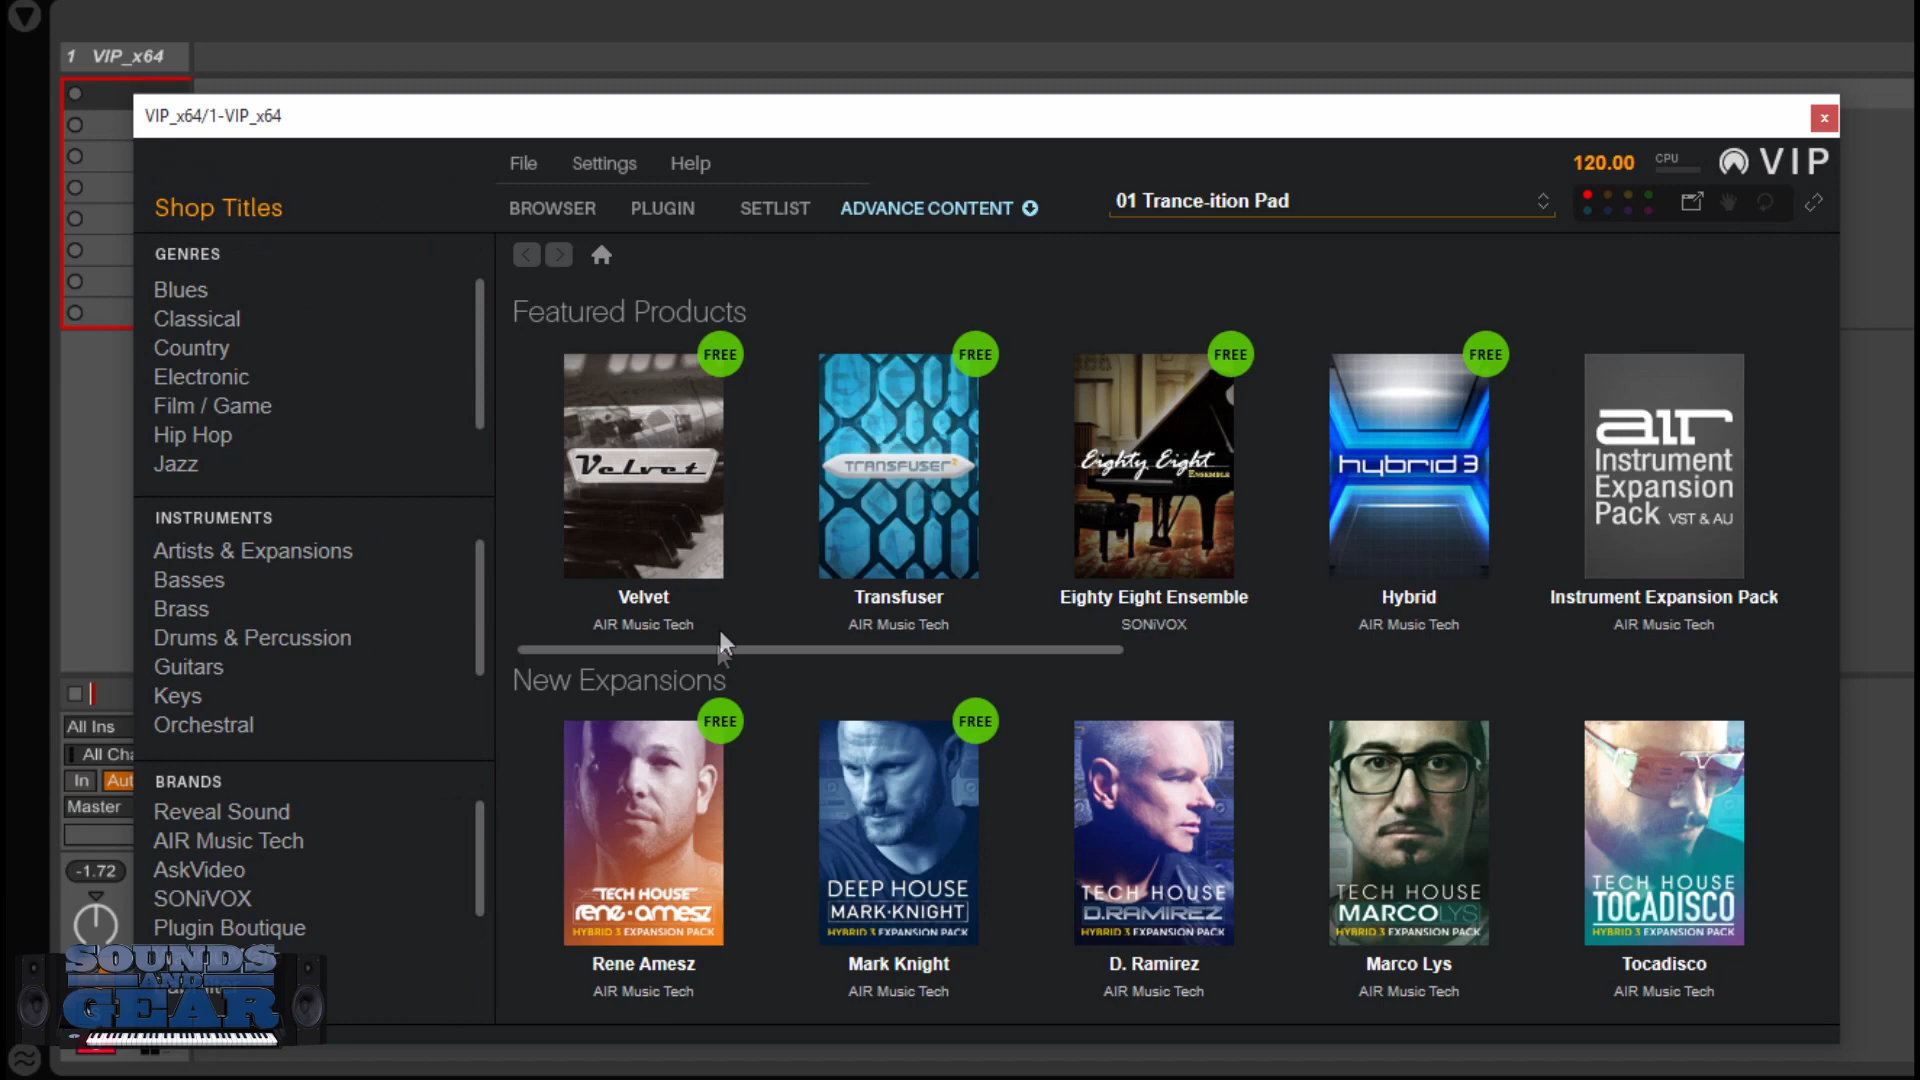 1 VIP_x64
VIP_x64/1-VIP_x64
x
File Settings Help
120.00
CPU
VIP
Shop Titles
BROWSER PLUGIN SETLIST ADVANCE CONTENT
01 Trance-ition Pad
GENRES
Blues
Classical
Country
Electronic
Film / Game
Hip Hop
Jazz
INSTRUMENTS
Artists & Expansions
Basses
Brass
Drums & Percussion
Guitars
Keys
Orchestral
BRANDS
Reveal Sound
AIR Music Tech
AskVideo
SONiVOX
Plugin Boutique
Featured Products
FREE FREE FREE FREE
Velvet
TRANSFUSER²
Eighty Eight
ENSEMBLE
hybrid 3
air
Instrument
Expansion
Pack VST & AU
Velvet Transfuser Eighty Eight Ensemble Hybrid Instrument Expansion Pack
AIR Music Tech AIR Music Tech SONiVOX AIR Music Tech AIR Music Tech
New Expansions
FREE FREE
TECH HOUSE
rene·amesz
HYBRID 3 EXPANSION PACK
DEEP HOUSE
MARK·KNIGHT
HYBRID 3 EXPANSION PACK
TECH HOUSE
D.RAMIREZ
HYBRID 3 EXPANSION PACK
TECH HOUSE
MARCO LYS
HYBRID 3 EXPANSION PACK
TECH HOUSE
TOCADISCO
HYBRID 3 EXPANSION PACK
Rene Amesz Mark Knight D. Ramirez Marco Lys Tocadisco
AIR Music Tech AIR Music Tech AIR Music Tech AIR Music Tech AIR Music Tech
All Ins
All Cha
In Aut
Master
-1.72
SOUNDS
AND
GEAR